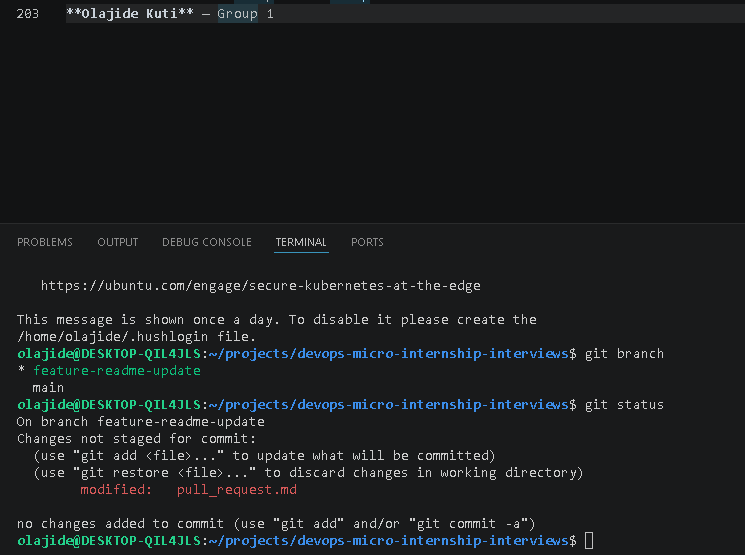 203 **Olajide Kuti** – Group 1
PROBLEMS OUTPUT DEBUG CONSOLE TERMINAL PORTS
https://ubuntu.com/engage/secure-kubernetes-at-the-edge
This message is shown once a day. To disable it please create the
/home/olajide/.hushlogin file.
olajide@DESKTOP-QIL4JLS:~/projects/devops-micro-internship-interviews$ git branch
* feature-readme-update
  main
olajide@DESKTOP-QIL4JLS:~/projects/devops-micro-internship-interviews$ git status
On branch feature-readme-update
Changes not staged for commit:
  (use "git add <file>..." to update what will be committed)
  (use "git restore <file>..." to discard changes in working directory)
        modified:   pull_request.md
no changes added to commit (use "git add" and/or "git commit -a")
olajide@DESKTOP-QIL4JLS:~/projects/devops-micro-internship-interviews$